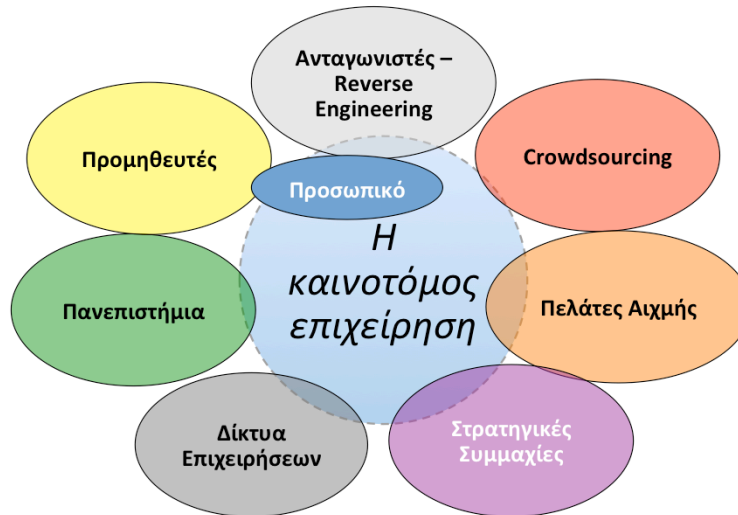 Ανταγωνιστές –
Reverse
Engineering
Προμηθευτές
Crowdsourcing
Προσωπικό
Η
καινοτόμος
επιχείρηση
Πανεπιστήμια
Πελάτες Αιχμής
Δίκτυα
Επιχειρήσεων
Στρατηγικές
Συμμαχίες